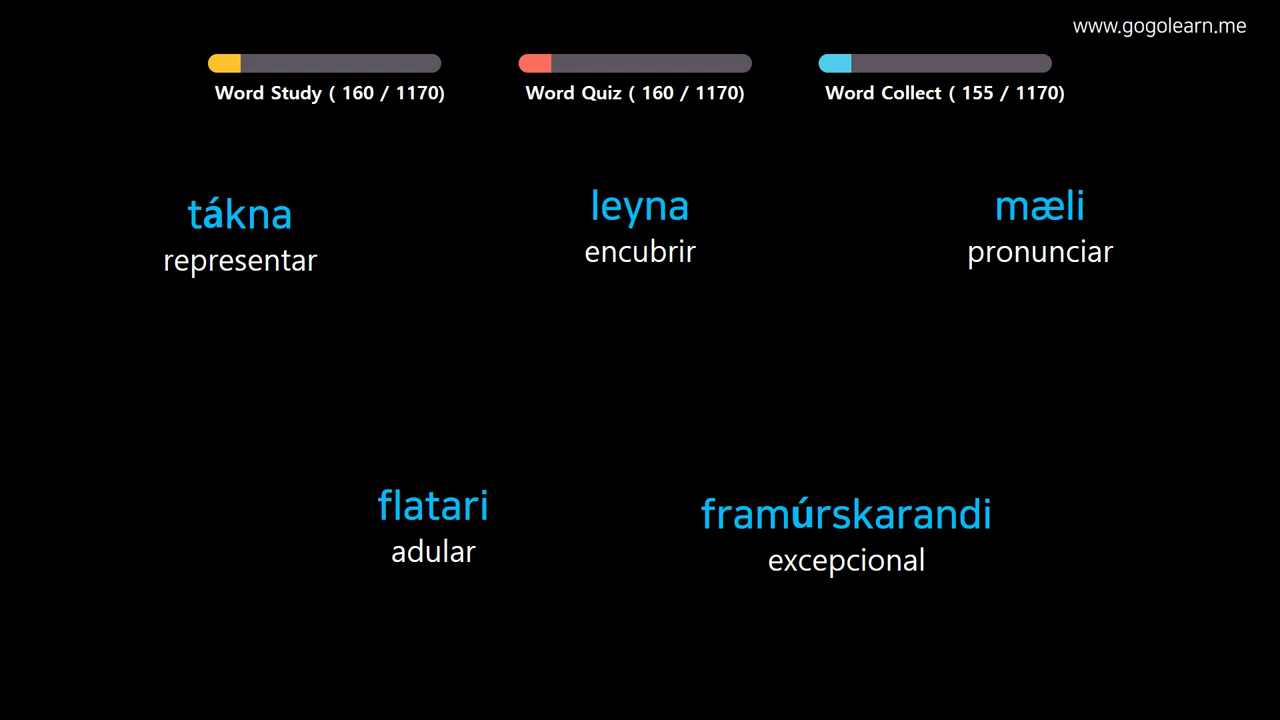 www.gogolearn.me
Word Study ( 160 / 1170)
Word Quiz ( 160 / 1170)
Word Collect ( 155 / 1170)
tákna
representar
leyna
encubrir
mæli
pronunciar
flatari
adular
framúrskarandi
excepcional